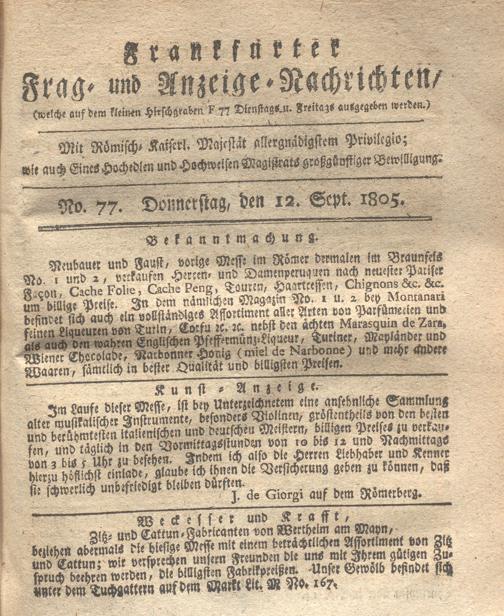 Frankfurter
Frag- und Anzeige-Nachrichten,
(welche auf dem kleinen Hirschgraben F 77 Dienstags u. Freitags ausgegeben werden.)
Mit Römisch-Kaiserl. Majestät allergnädigstem Privilegio;
wie auch Eines Hochedlen und Hochweisen Magistrats großgünstiger Bewilligung.
No. 77. Donnerstag, den 12. Sept. 1805.
Bekanntmachung.
Neubauer und Faust, vorige Messe im Römer dermalen im Braunfels
No. 1 und 2, verkaufen Herren- und Damenperuquen nach neuester Pariser
Façon, Cache Folie, Cache Peng, Touren, Haartressen, Chignons &c. &c.
um billige Preise. In dem nämlichen Magazin No. 1 u. 2 bey Montanari
befindet sich auch ein vollständiges Assortiment aller Arten von Parfümerien und
feinen Liqueuren von Turin, Corfu ꝛc. ꝛc. nebst den ächten Marasquin de Zara,
als auch den wahren Englischen Pfeffermünz-Liqueur, Turiner, Mayländer und
Wiener Chocolade, Narbonner Honig (miel de Narbonne) und mehr andere
Waaren, sämtlich in bester Qualität und billigsten Preisen.
Kunst-Anzeige.
Im Laufe dieser Messe, ist bey Unterzeichnetem eine ansehnliche Sammlung
alter musikalischer Instrumente, besonders Violinen, gröstentheils von den besten
und berühmtesten italienischen und deutschen Meistern, billigen Preises zu verkau-
fen, und täglich in den Vormittagsstunden von 10 bis 12 und Nachmittags
von 3 bis 5 Uhr zu besehen. Indem ich also die Herren Liebhaber und Kenner
hierzu höflichst einlade, glaube ich ihnen die Versicherung geben zu können, daß
sie schwerlich unbefriedigt bleiben dürften.
J. de Giorgi auf dem Römerberg.
Weckesser und Krafft,
Zitz- und Cattun-Fabricanten von Wertheim am Mayn,
beziehen abermals die hiesige Messe mit einem beträchtlichen Assortiment von Zitz
und Cattun; wir versprechen unsern Freunden die uns mit Ihrem gütigen Zu-
spruch beehren werden, die billigsten Fabrikpreißen. Unser Gewölb befindet sich
unter dem Tuchgattern auf dem Markt Lit. M No. 167.